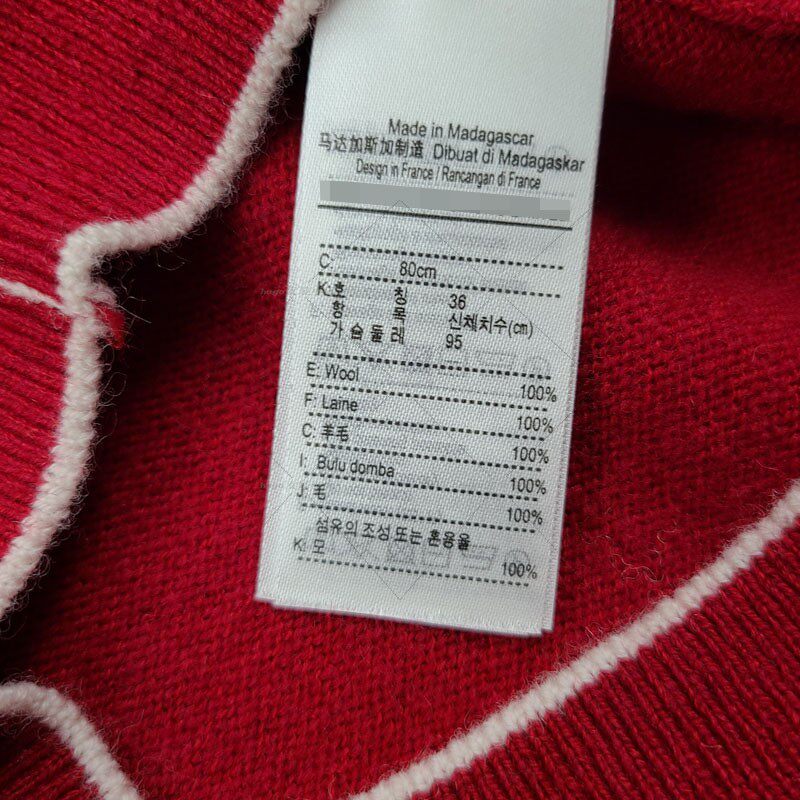 Made in Madagascar
马达加斯加制造 Dibuat di Madagaskar
Design in France / Rancangan di France
C: 80cm
K:호 칭 36
항 목 신체치수(cm)
가 슴 둘 레 95
E: Wool 100%
F: Laine 100%
C: 羊毛 100%
I: Bulu domba 100%
J: 毛 100%
섬유의 조성 또는 혼용율
K: 모 100%